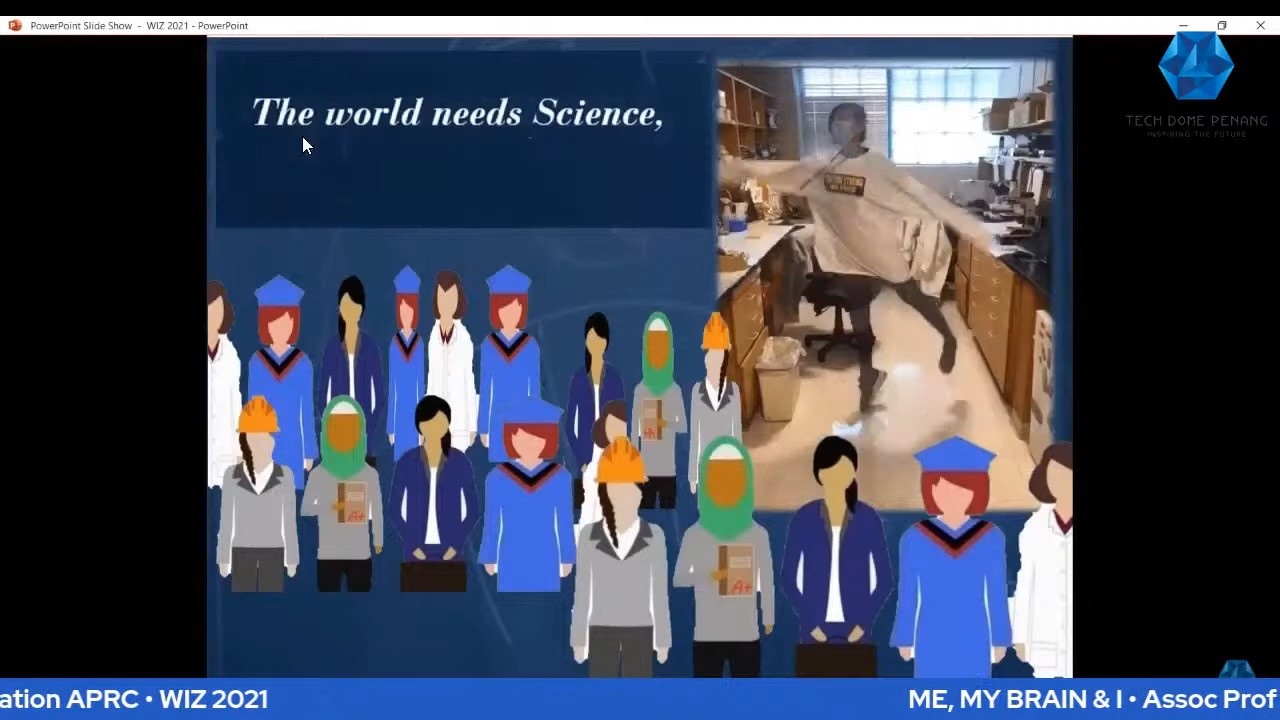 PowerPoint Slide Show - WIZ 2021 - PowerPoint
TECH DOME PENANG
INSPIRING THE FUTURE
The world needs Science,
A+
A+
A+
ation APRC • WIZ 2021
ME, MY BRAIN & I • Assoc Prof